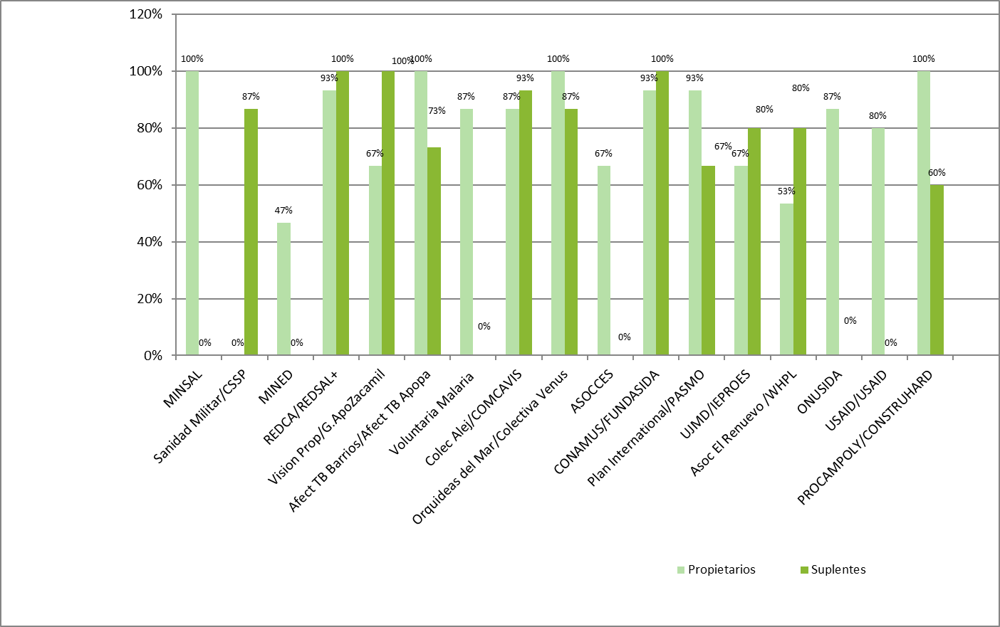 120%
100%
80%
60%
40%
20%
0%
100%
0%
0%
87%
47%
0%
93%
100%
67%
100%
100%
73%
87%
0%
87%
93%
100%
87%
67%
0%
93%
100%
93%
67%
67%
80%
53%
80%
87%
0%
80%
0%
100%
60%
MINSAL
Sanidad Militar/CSSP
MINED
REDCA/REDSAL+
Vision Prop/G.ApoZacamil
Afect TB Barrios/Afect TB Apopa
Voluntaria Malaria
Colec Alej/COMCAVIS
Orquideas del Mar/Colectiva Venus
ASOCCES
CONAMUS/FUNDASIDA
Plan International/PASMO
UJMD/IEPROES
Asoc El Renuevo /WHPL
ONUSIDA
USAID/USAID
PROCAMPOLY/CONSTRUHARD
Propietarios
Suplentes